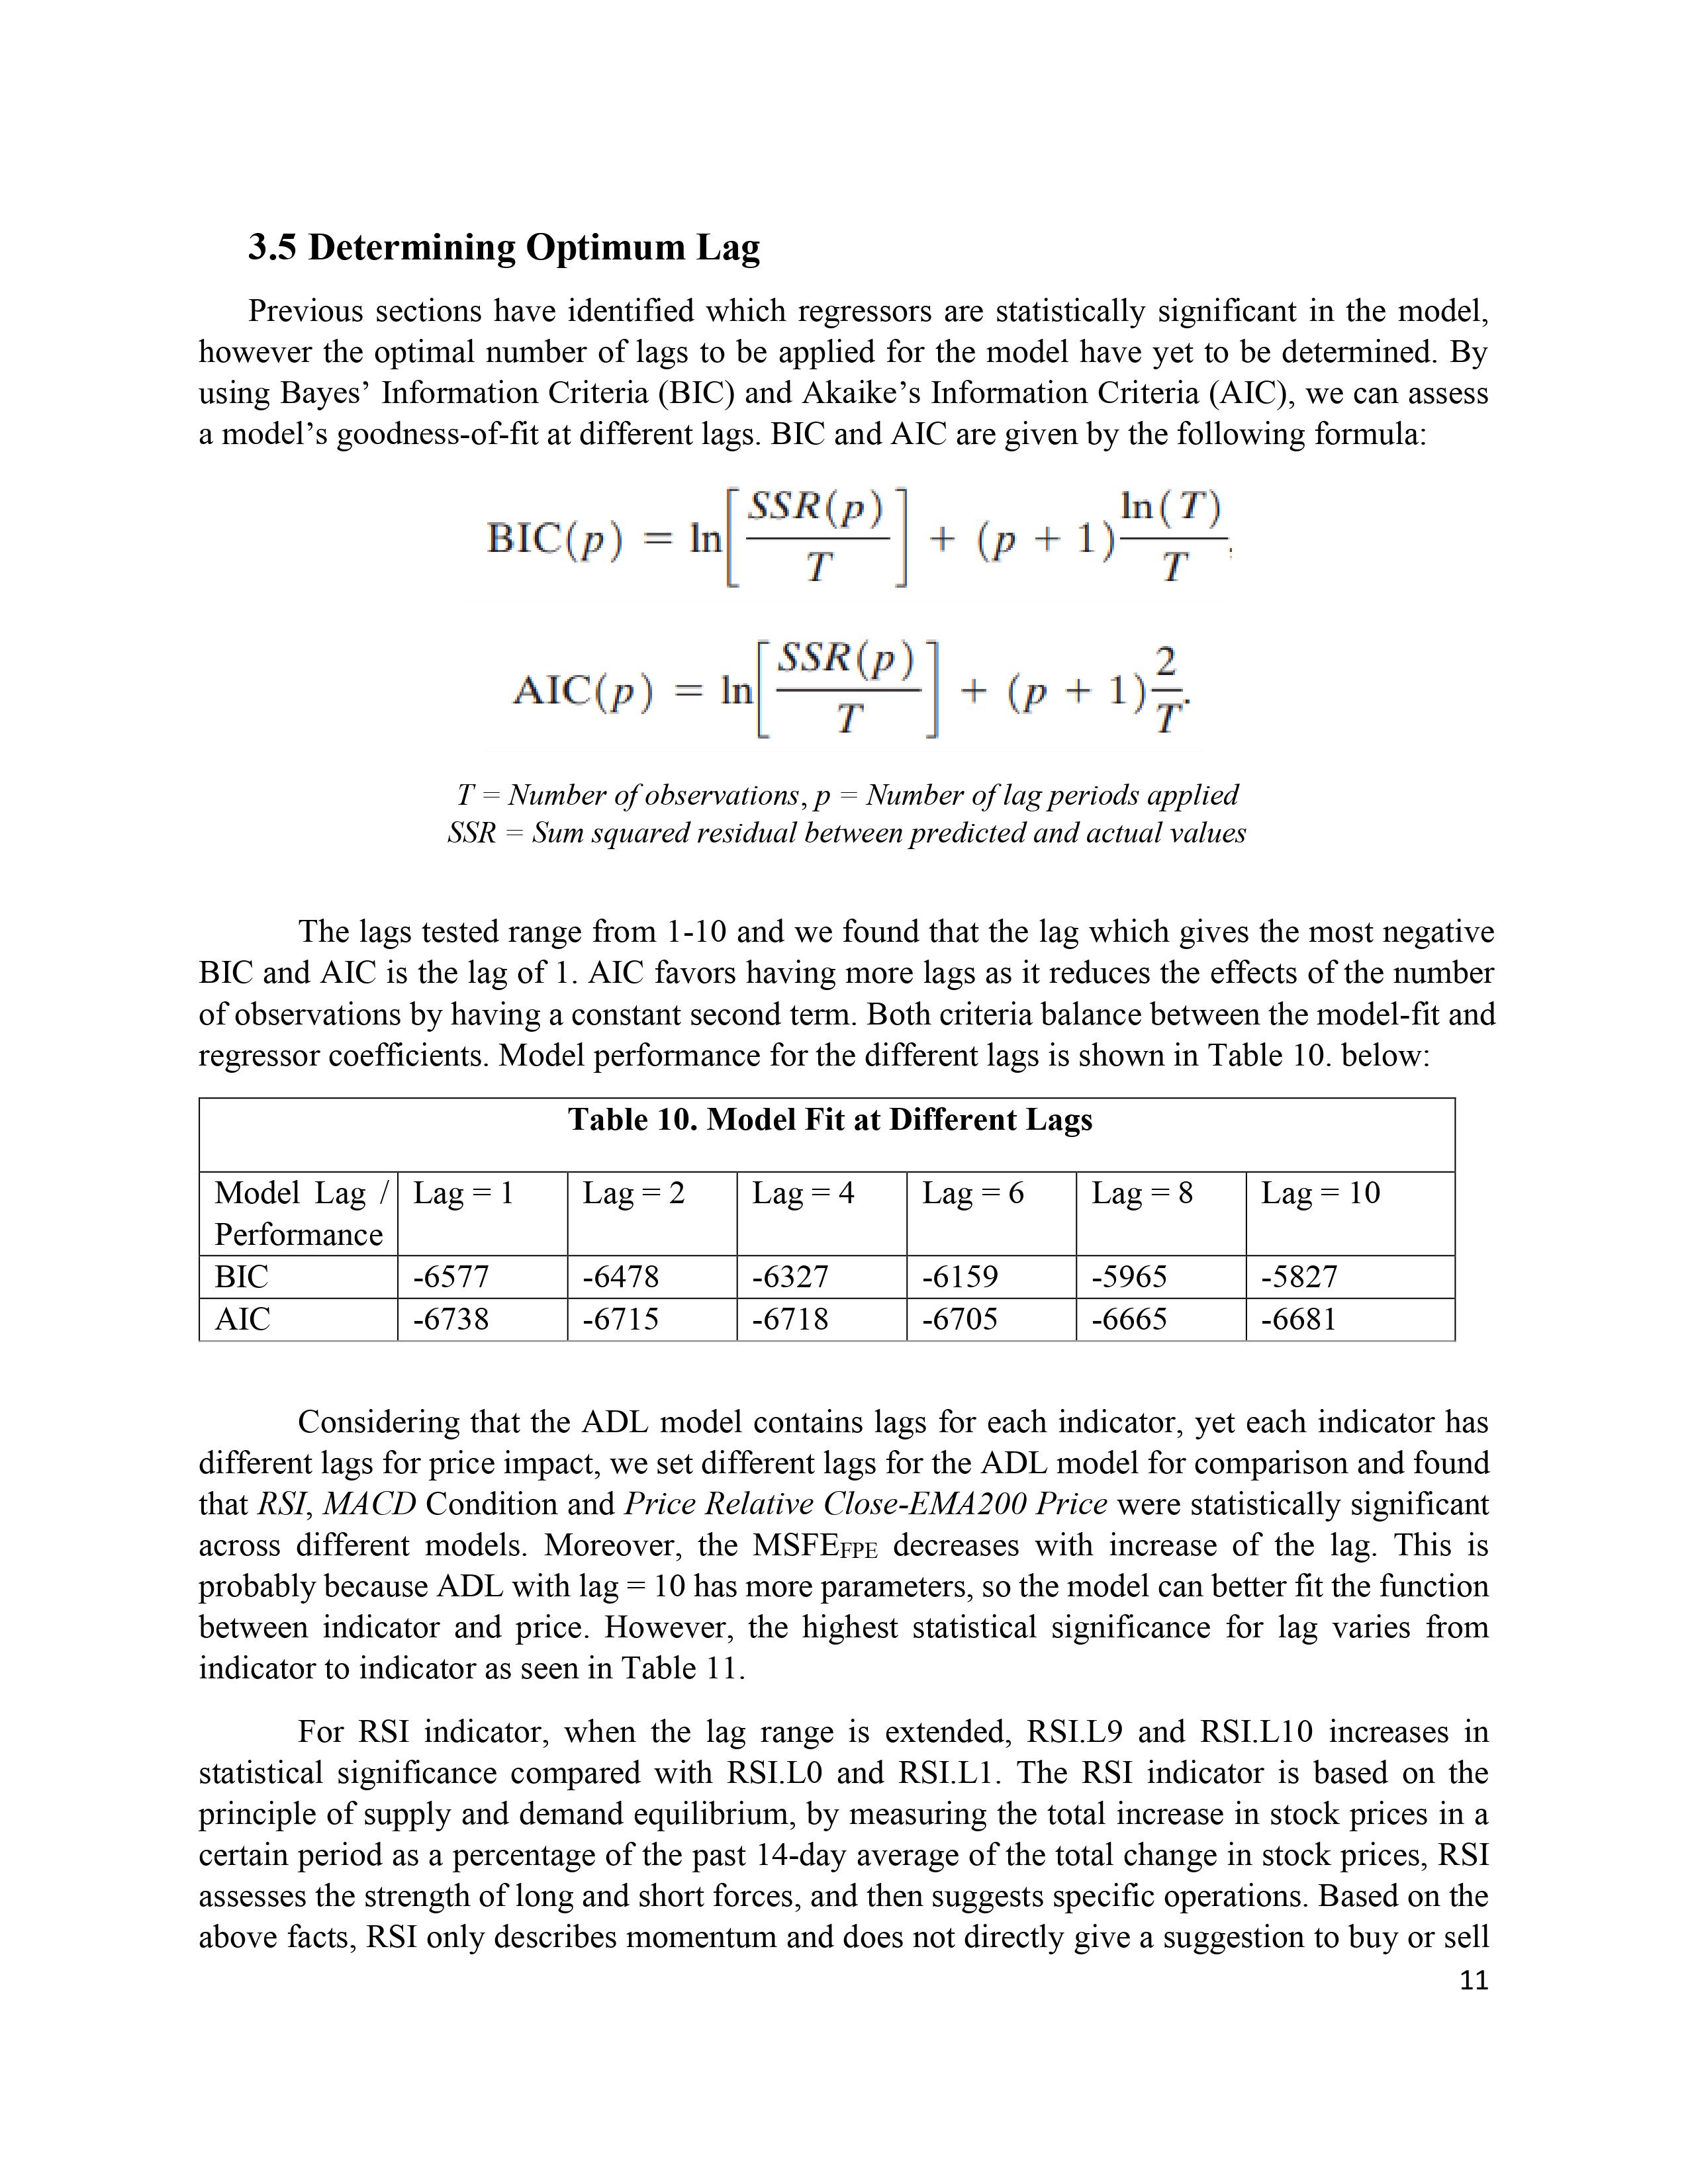 3.5 Determining Optimum Lag
Previous sections have identified which regressors are statistically significant in the model,
however the optimal number of lags to be applied for the model have yet to be determined. By
using Bayes’ Information Criteria (BIC) and Akaike’s Information Criteria (AIC), we can assess
a model’s goodness-of-fit at different lags. BIC and AIC are given by the following formula:
BIC(p) = ln[SSR(p)/T] + (p + 1)ln(T)/T,
AIC(p) = ln[SSR(p)/T] + (p + 1)2/T.
T = Number of observations, p = Number of lag periods applied
SSR = Sum squared residual between predicted and actual values
The lags tested range from 1-10 and we found that the lag which gives the most negative
BIC and AIC is the lag of 1. AIC favors having more lags as it reduces the effects of the number
of observations by having a constant second term. Both criteria balance between the model-fit and
regressor coefficients. Model performance for the different lags is shown in Table 10. below:
Table 10. Model Fit at Different Lags
Model Lag / Performance Lag = 1 Lag = 2 Lag = 4 Lag = 6 Lag = 8 Lag = 10
BIC -6577 -6478 -6327 -6159 -5965 -5827
AIC -6738 -6715 -6718 -6705 -6665 -6681
Considering that the ADL model contains lags for each indicator, yet each indicator has
different lags for price impact, we set different lags for the ADL model for comparison and found
that RSI, MACD Condition and Price Relative Close-EMA200 Price were statistically significant
across different models. Moreover, the MSFEFPE decreases with increase of the lag. This is
probably because ADL with lag = 10 has more parameters, so the model can better fit the function
between indicator and price. However, the highest statistical significance for lag varies from
indicator to indicator as seen in Table 11.
For RSI indicator, when the lag range is extended, RSI.L9 and RSI.L10 increases in
statistical significance compared with RSI.L0 and RSI.L1. The RSI indicator is based on the
principle of supply and demand equilibrium, by measuring the total increase in stock prices in a
certain period as a percentage of the past 14-day average of the total change in stock prices, RSI
assesses the strength of long and short forces, and then suggests specific operations. Based on the
above facts, RSI only describes momentum and does not directly give a suggestion to buy or sell
11